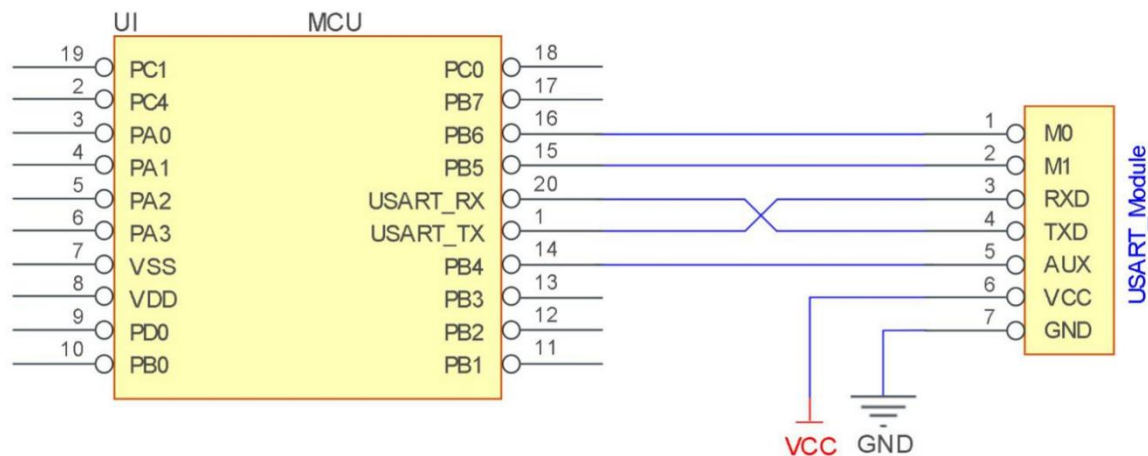 UI MCU
19 PC1 PC0 18
2 PC4 PB7 17
3 PA0 PB6 16 1 M0
4 PA1 PB5 15 2 M1
5 PA2 USART_RX 20 3 RXD
6 PA3 USART_TX 1 4 TXD
7 VSS PB4 14 5 AUX
8 VDD PB3 13 6 VCC
9 PD0 PB2 12 7 GND
10 PB0 PB1 11
USART_Module
VCC GND